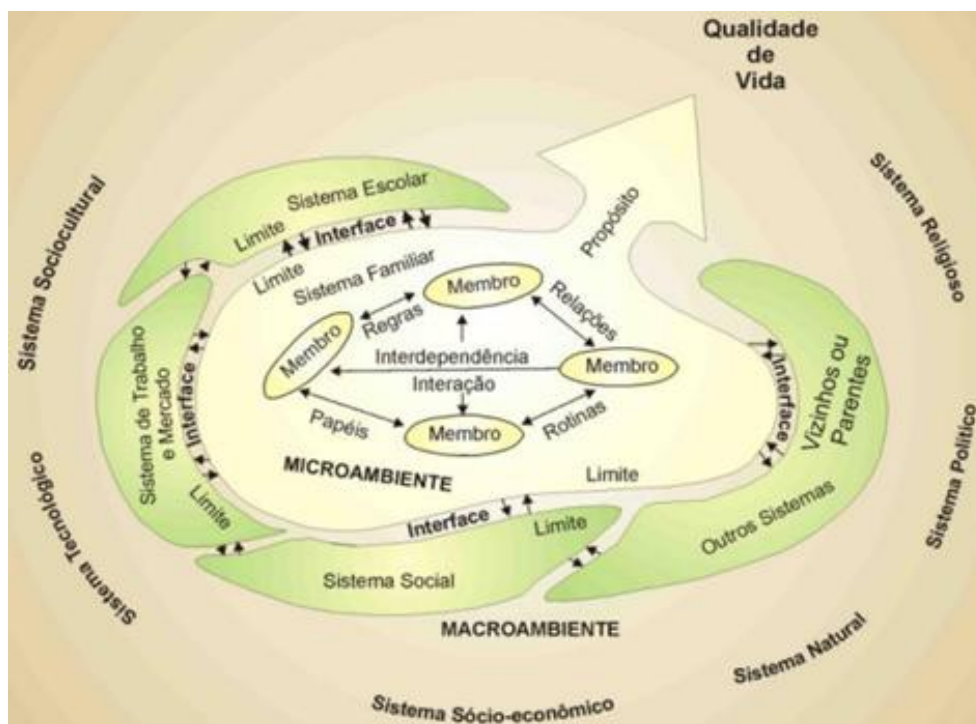 Qualidade
de
Vida
Sistema Religioso
Sistema Político
Sistema Natural
Sistema Sócio-econômico
Sistema Tecnológico
Sistema Sociocultural
Sistema Escolar
Limite
Interface
Limite
Sistema Familiar
Propósito
Membro
Regras
Relações
Membro
Interdependência
Interação
Membro
Papéis
Membro
Rotinas
MICROAMBIENTE
Limite
Sistema de Trabalho
e Mercado
Interface
Limite
Interface
Limite
Sistema Social
Interface
Vizinhos ou
Parentes
Outros Sistemas
MACROAMBIENTE